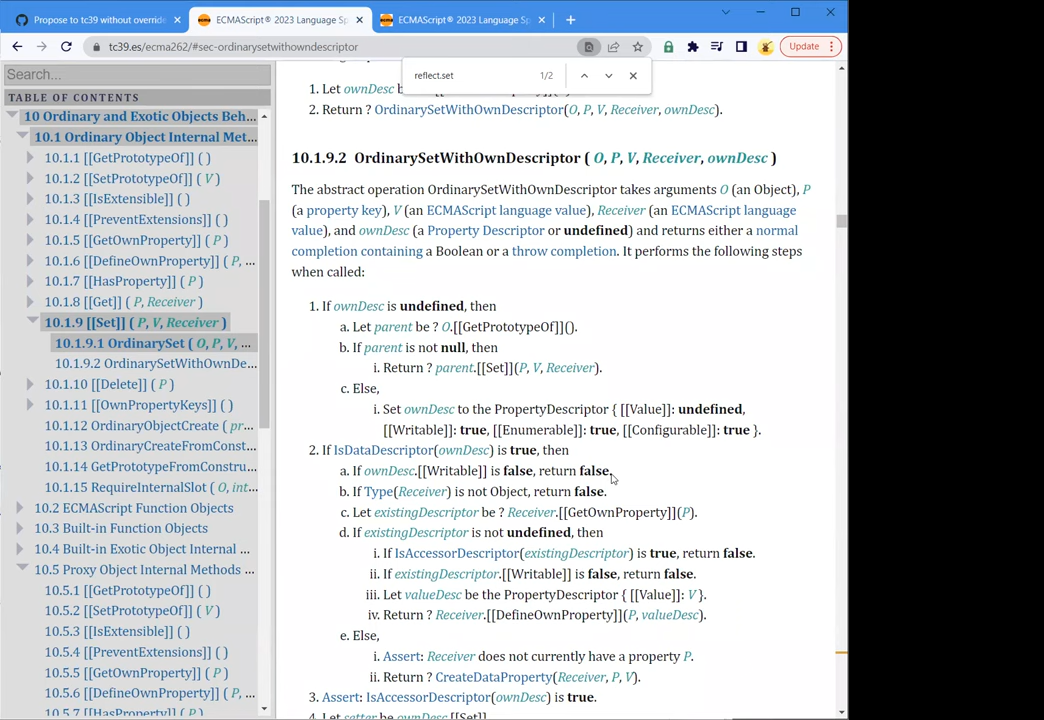 Propose to tc39 without override
ECMAScript® 2023 Language Sp
ECMAScript® 2023 Language Sp
tc39.es/ecma262/#sec-ordinarysetwithowndescriptor
Update
reflect.set 1/2
Search...
TABLE OF CONTENTS
10 Ordinary and Exotic Objects Beh...
10.1 Ordinary Object Internal Met...
10.1.1 [[GetPrototypeOf]] ( )
10.1.2 [[SetPrototypeOf]] ( V )
10.1.3 [[IsExtensible]] ( )
10.1.4 [[PreventExtensions]] ( )
10.1.5 [[GetOwnProperty]] ( P )
10.1.6 [[DefineOwnProperty]] ( P, ...
10.1.7 [[HasProperty]] ( P )
10.1.8 [[Get]] ( P, Receiver )
10.1.9 [[Set]] ( P, V, Receiver )
10.1.9.1 OrdinarySet ( O, P, V, ...
10.1.9.2 OrdinarySetWithOwnDe...
10.1.10 [[Delete]] ( P )
10.1.11 [[OwnPropertyKeys]] ( )
10.1.12 OrdinaryObjectCreate ( pr...
10.1.13 OrdinaryCreateFromConst...
10.1.14 GetPrototypeFromConstru...
10.1.15 RequireInternalSlot ( O, int...
10.2 ECMAScript Function Objects
10.3 Built-in Function Objects
10.4 Built-in Exotic Object Internal ...
10.5 Proxy Object Internal Methods ...
10.5.1 [[GetPrototypeOf]] ( )
10.5.2 [[SetPrototypeOf]] ( V )
10.5.3 [[IsExtensible]] ( )
10.5.4 [[PreventExtensions]] ( )
10.5.5 [[GetOwnProperty]] ( P )
10.5.6 [[DefineOwnProperty]] ( P, ...
10.5.7 [[HasProperty]] ( P )
1. Let ownDesc b
2. Return ? OrdinarySetWithOwnDescriptor(O, P, V, Receiver, ownDesc).
10.1.9.2 OrdinarySetWithOwnDescriptor ( O, P, V, Receiver, ownDesc )
The abstract operation OrdinarySetWithOwnDescriptor takes arguments O (an Object), P
(a property key), V (an ECMAScript language value), Receiver (an ECMAScript language
value), and ownDesc (a Property Descriptor or undefined) and returns either a normal
completion containing a Boolean or a throw completion. It performs the following steps
when called:
1. If ownDesc is undefined, then
a. Let parent be ? O.[[GetPrototypeOf]]().
b. If parent is not null, then
i. Return ? parent.[[Set]](P, V, Receiver).
c. Else,
i. Set ownDesc to the PropertyDescriptor { [[Value]]: undefined,
[[Writable]]: true, [[Enumerable]]: true, [[Configurable]]: true }.
2. If IsDataDescriptor(ownDesc) is true, then
a. If ownDesc.[[Writable]] is false, return false.
b. If Type(Receiver) is not Object, return false.
c. Let existingDescriptor be ? Receiver.[[GetOwnProperty]](P).
d. If existingDescriptor is not undefined, then
i. If IsAccessorDescriptor(existingDescriptor) is true, return false.
ii. If existingDescriptor.[[Writable]] is false, return false.
iii. Let valueDesc be the PropertyDescriptor { [[Value]: V }.
iv. Return ? Receiver.[[DefineOwnProperty]](P, valueDesc).
e. Else,
i. Assert: Receiver does not currently have a property P.
ii. Return ? CreateDataProperty(Receiver, P, V).
3. Assert: IsAccessorDescriptor(ownDesc) is true.
4. Let setter be ownDesc.[[Set]].